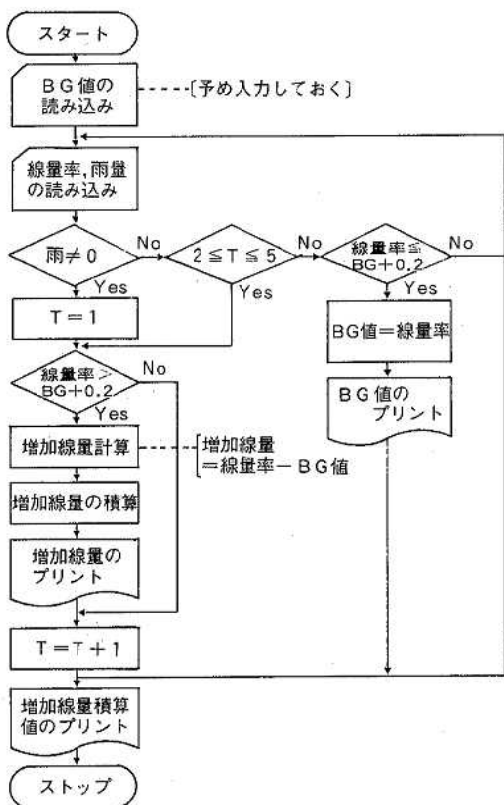 スタート
BG値の
読み込み
〔予め入力しておく〕
線量率,雨量
の読み込み
雨≠0
No
2≦T≦5
No
線量率≦
BG+0.2
No
Yes
Yes
Yes
T=1
BG値=線量率
線量率>
BG+0.2
No
Yes
BG値の
プリント
増加線量計算
増加線量
=線量率-BG値
増加線量の積算
増加線量の
プリント
T=T+1
増加線量積算
値のプリント
ストップ